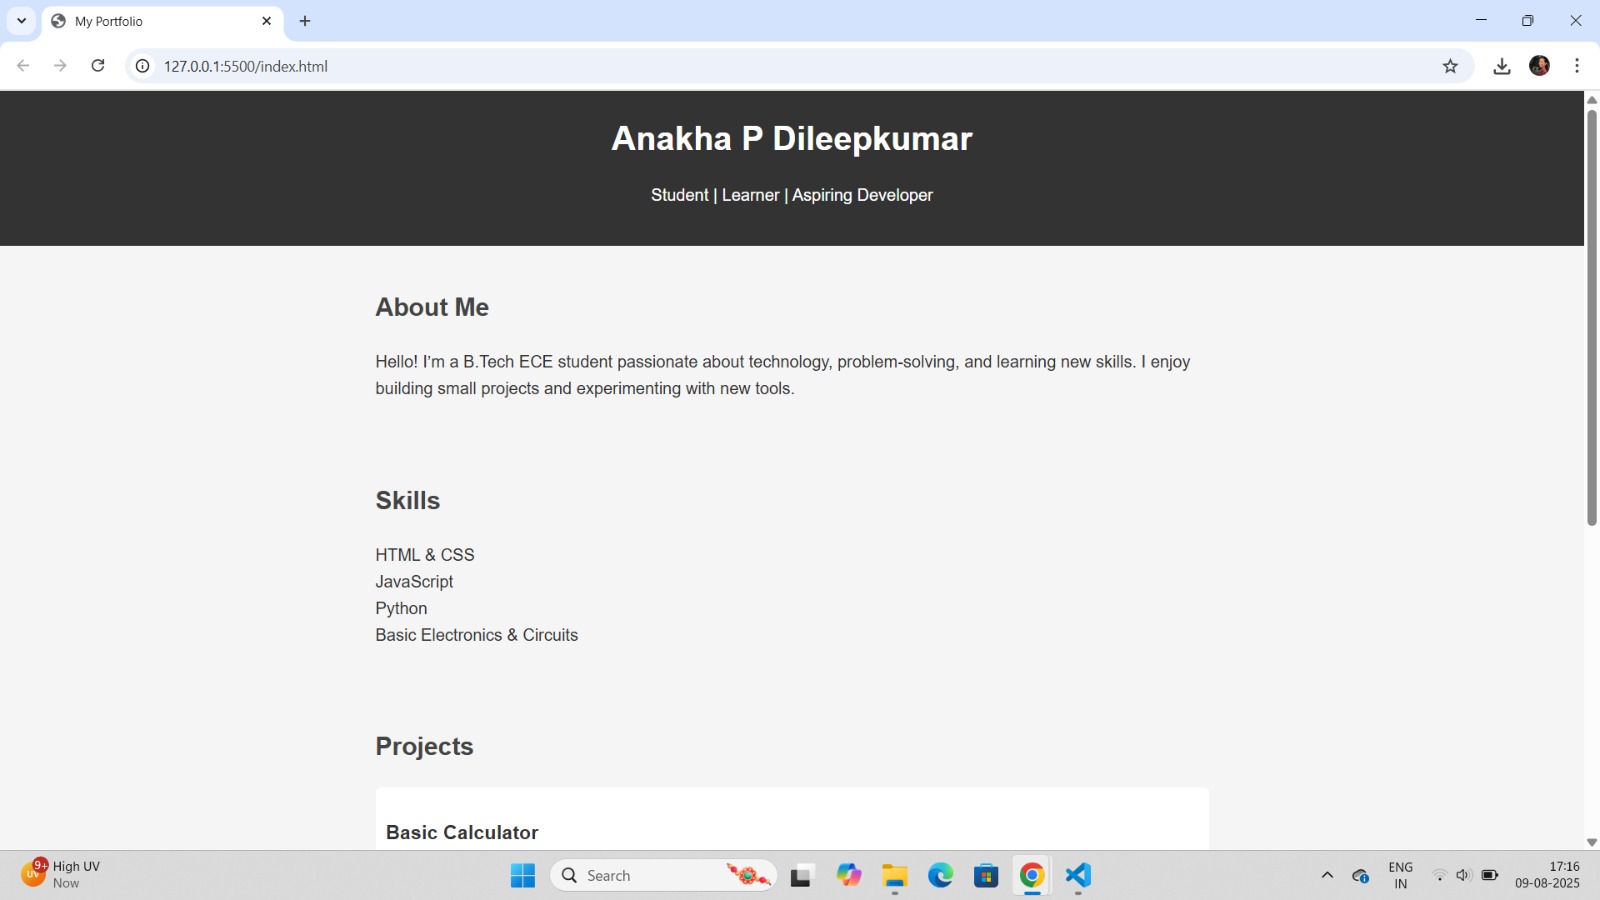 My Portfolio
127.0.0.1:5500/index.html
Anakha P Dileepkumar
Student | Learner | Aspiring Developer
About Me
Hello! I'm a B.Tech ECE student passionate about technology, problem-solving, and learning new skills. I enjoy
building small projects and experimenting with new tools.
Skills
HTML & CSS
JavaScript
Python
Basic Electronics & Circuits
Projects
Basic Calculator
9+
UV
High UV
Now
Search
ENG
IN
17:16
09-08-2025